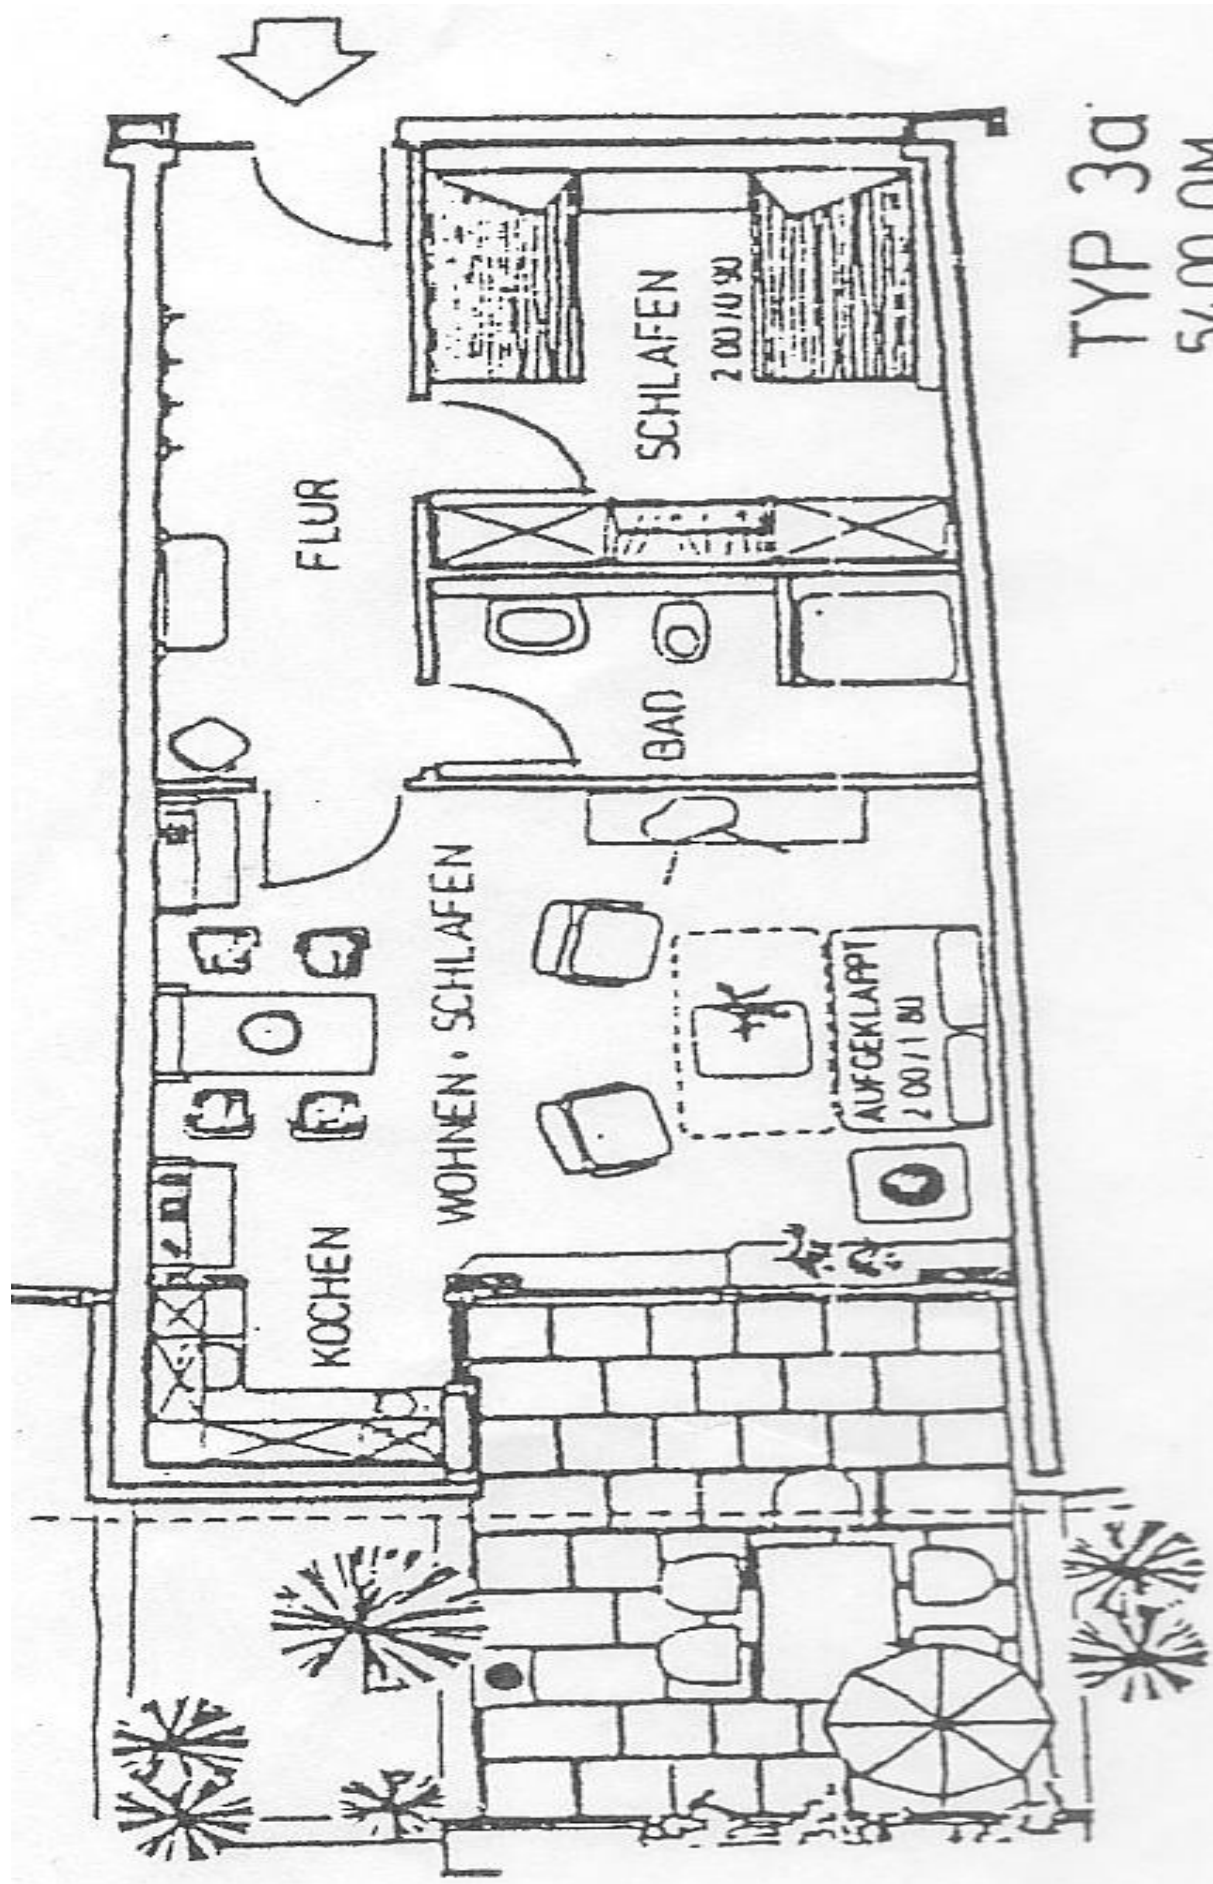 TYP 3a
FLUR
SCHLAFEN
2 00/0 90
BAD
WOHNEN • SCHLAFEN
KOCHEN
AUFGEKLAPPT
2 00/1 80